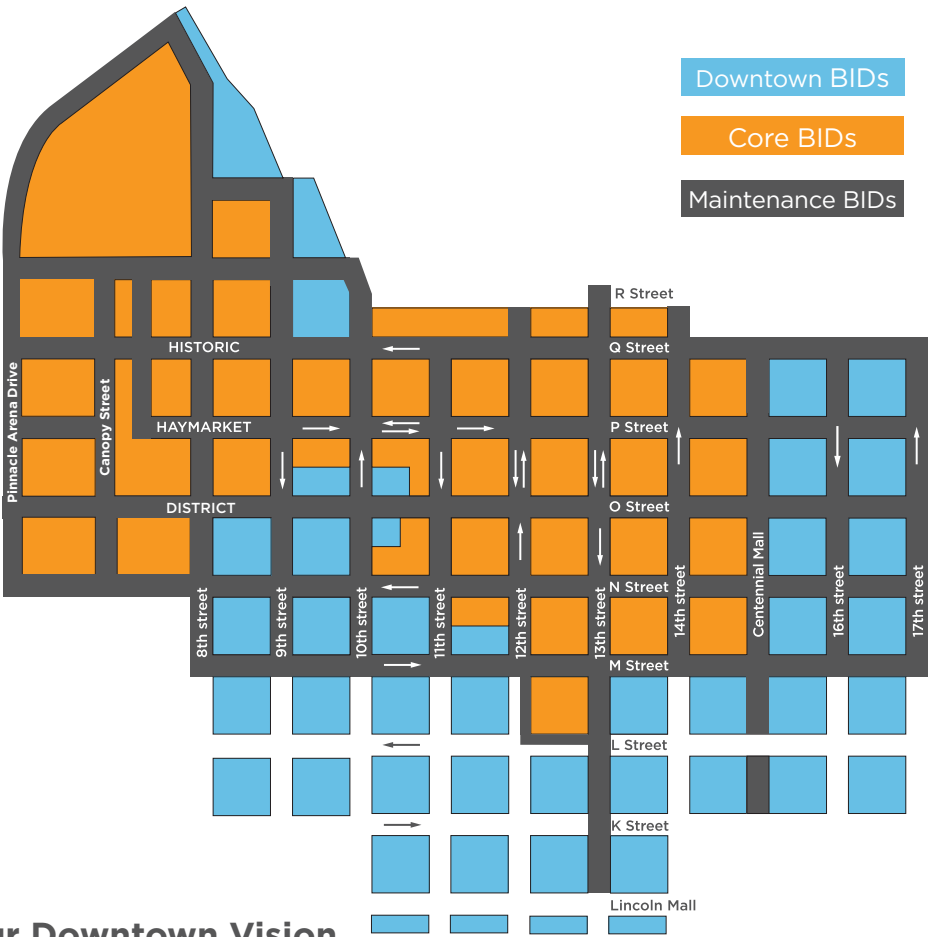 Downtown BIDs
Core BIDs
Maintenance BIDs
R Street
HISTORIC
Q Street
Pinnacle Arena Drive
Canopy Street
HAYMARKET
P Street
DISTRICT
O Street
N Street
8th street
9th street
10th street
11th street
12th street
13th street
14th street
Centennial Mall
16th street
17th street
M Street
L Street
K Street
Lincoln Mall
Downtown Vision